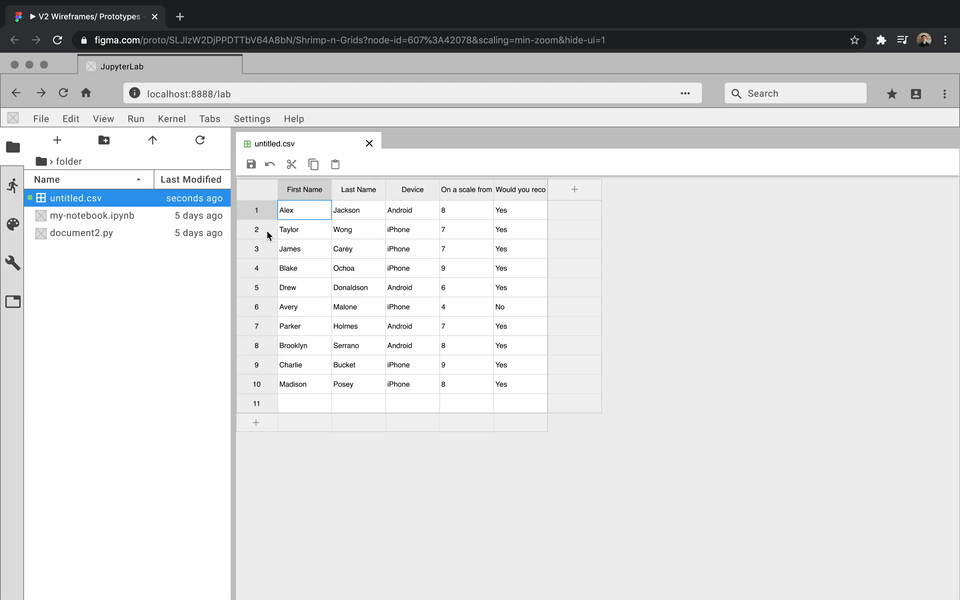 ▶ V2 Wireframes/ Prototypes
figma.com/proto/SLJIzW2DjPPDTTbV64A8bN/Shrimp-n-Grids?node-id=607%3A42078&scaling=min-zoom&hide-ui=1
JupyterLab
localhost:8888/lab
Search
File Edit View Run Kernel Tabs Settings Help
untitled.csv
› folder
Name Last Modified
untitled.csv seconds ago
my-notebook.ipynb 5 days ago
document2.py 5 days ago
First Name Last Name Device On a scale from Would you reco
1 Alex Jackson Android 8 Yes
2 Taylor Wong iPhone 7 Yes
3 James Carey iPhone 7 Yes
4 Blake Ochoa iPhone 9 Yes
5 Drew Donaldson Android 6 Yes
6 Avery Malone iPhone 4 No
7 Parker Holmes Android 7 Yes
8 Brooklyn Serrano Android 8 Yes
9 Charlie Bucket iPhone 9 Yes
10 Madison Posey iPhone 8 Yes
11